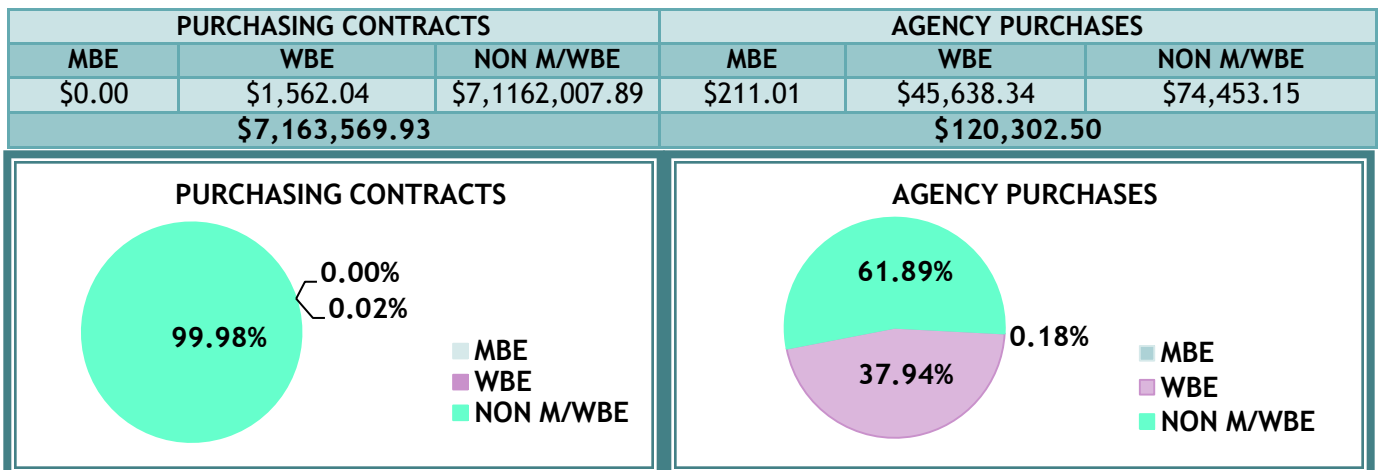 PURCHASING CONTRACTS AGENCY PURCHASES
MBE WBE NON M/WBE MBE WBE NON M/WBE
$0.00 $1,562.04 $7,1162,007.89 $211.01 $45,638.34 $74,453.15
$7,163,569.93 $120,302.50
PURCHASING CONTRACTS
0.00%
0.02%
99.98%
MBE
WBE
NON M/WBE
AGENCY PURCHASES
61.89%
0.18%
37.94%
MBE
WBE
NON M/WBE